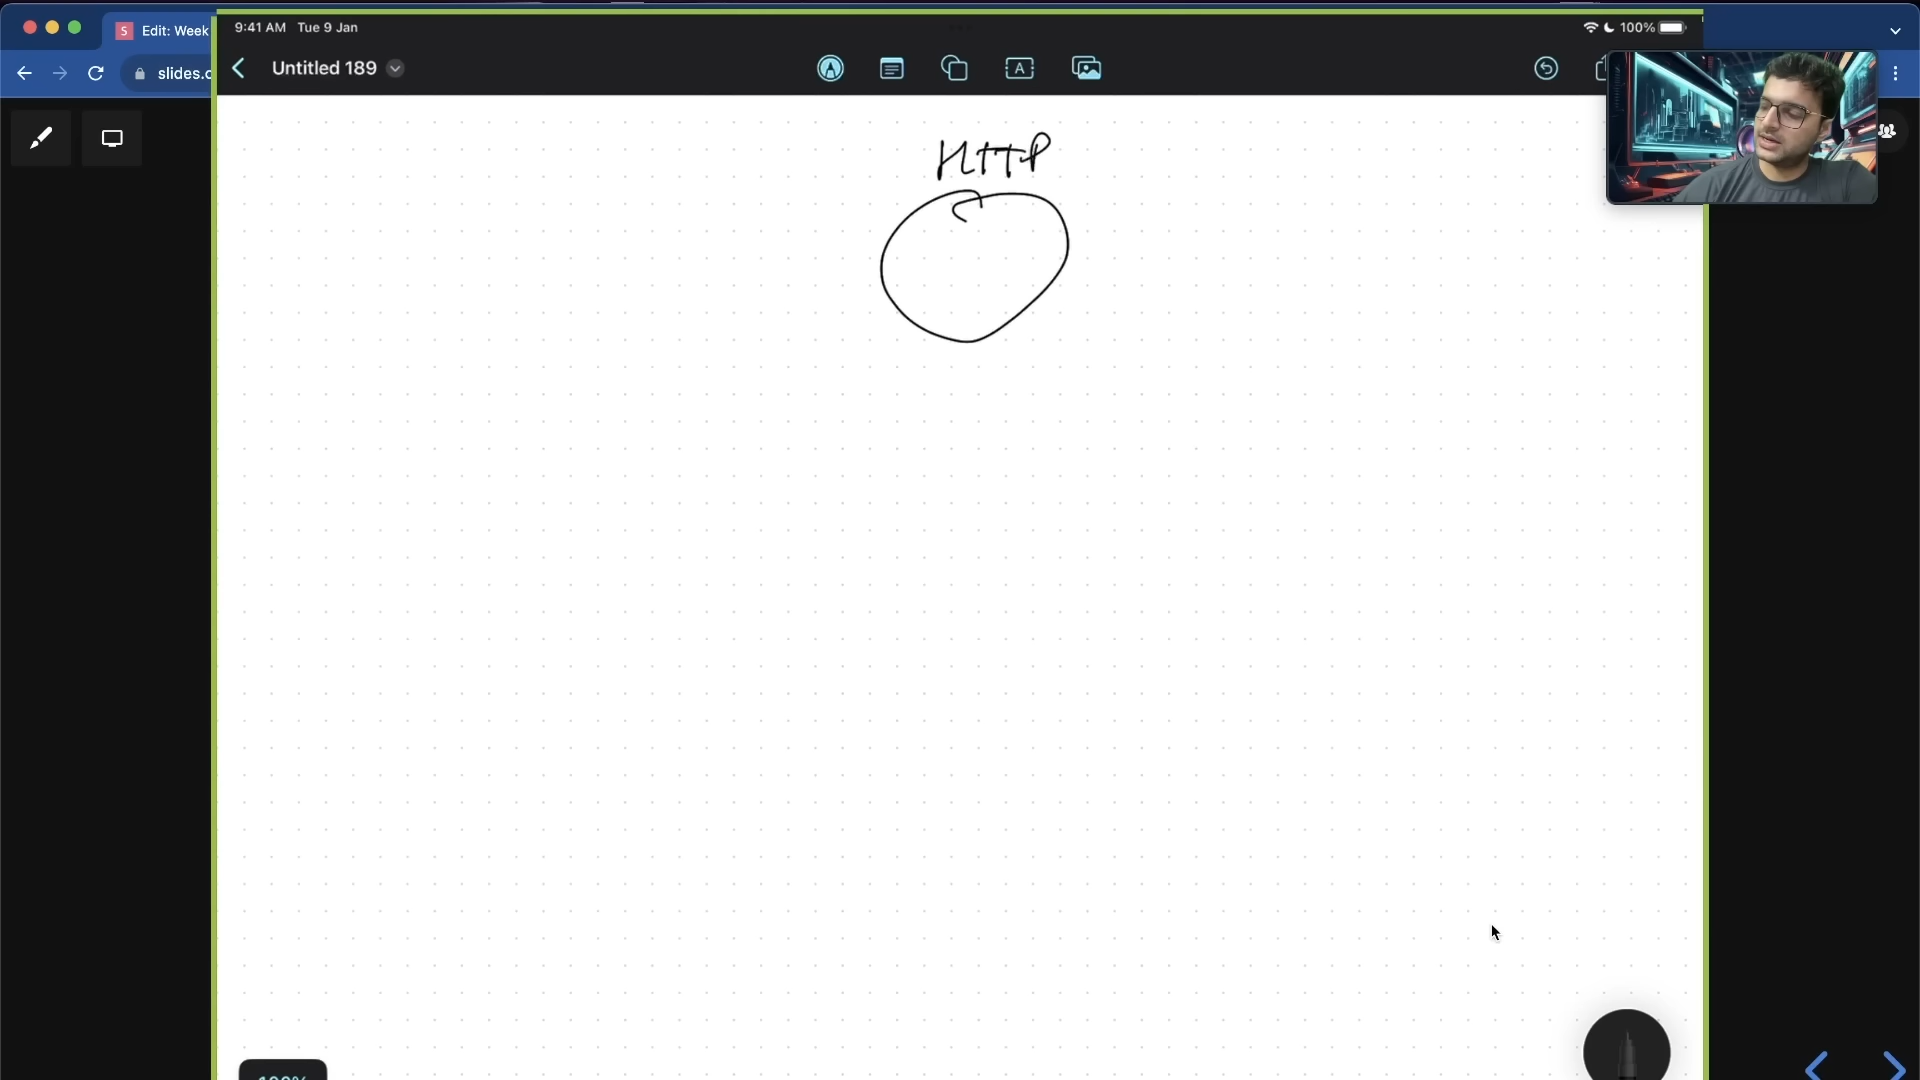 Edit: Week
9:41 AM Tue 9 Jan
100%
slides.c
Untitled 189
HTTP